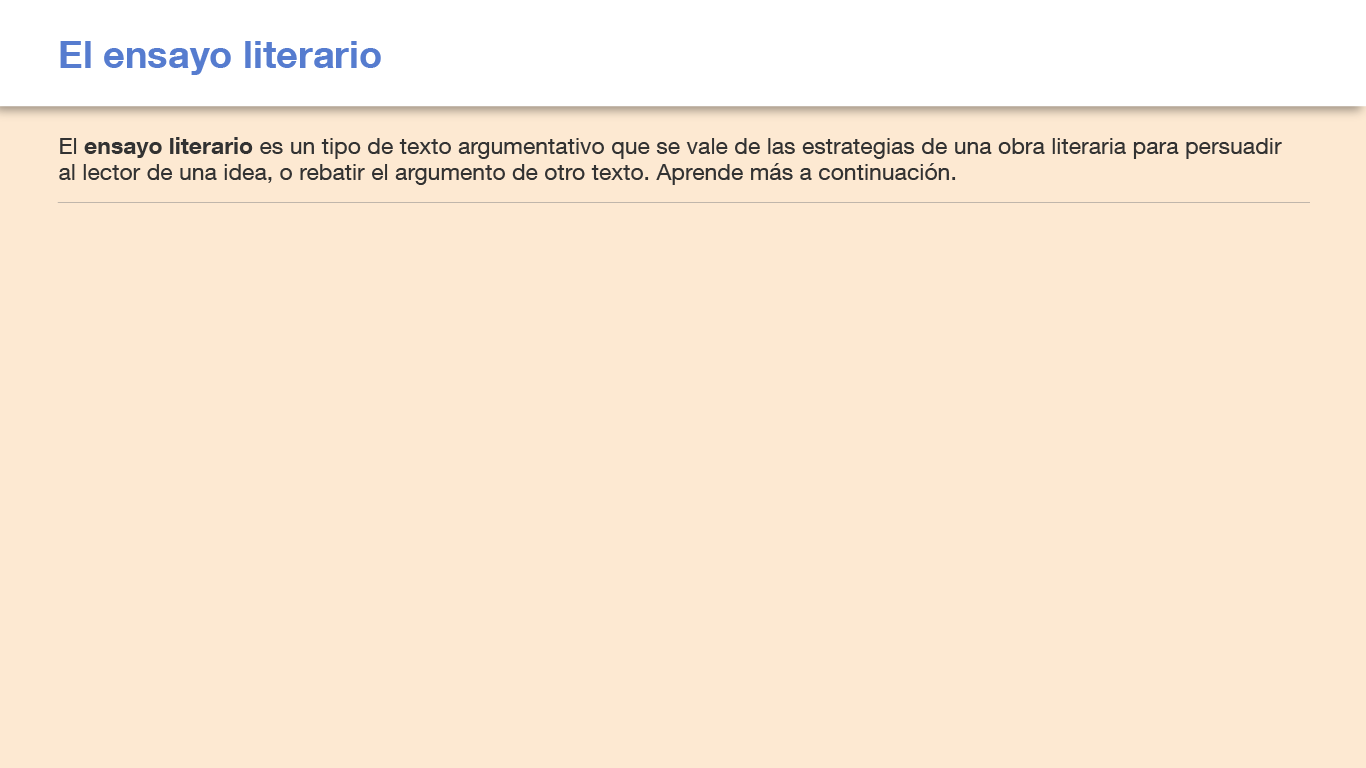 El ensayo literario
El ensayo literario es un tipo de texto argumentativo que se vale de las estrategias de una obra literaria para persuadir
al lector de una idea, o rebatir el argumento de otro texto. Aprende más a continuación.